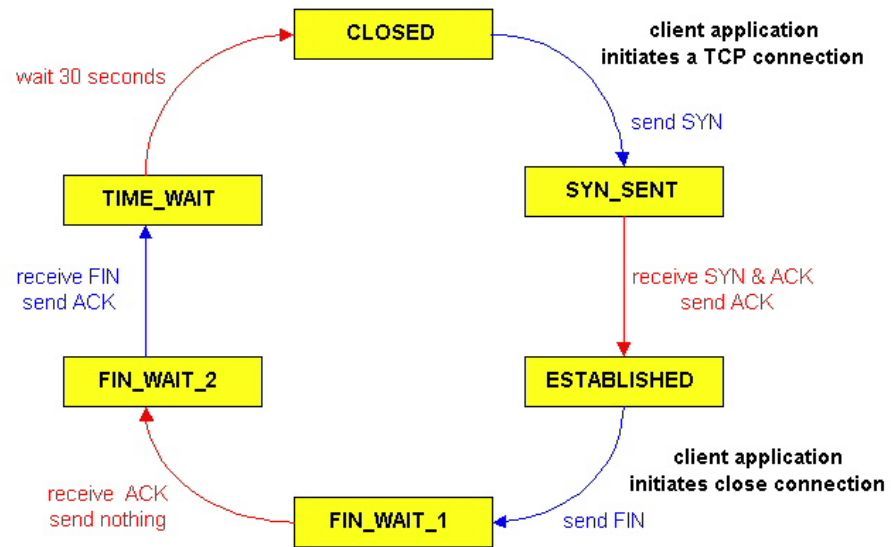 CLOSED
client application
initiates a TCP connection
wait 30 seconds
send SYN
TIME_WAIT
SYN_SENT
receive FIN
send ACK
receive SYN & ACK
send ACK
FIN_WAIT_2
ESTABLISHED
client application
initiates close connection
receive ACK
send nothing
FIN_WAIT_1
send FIN